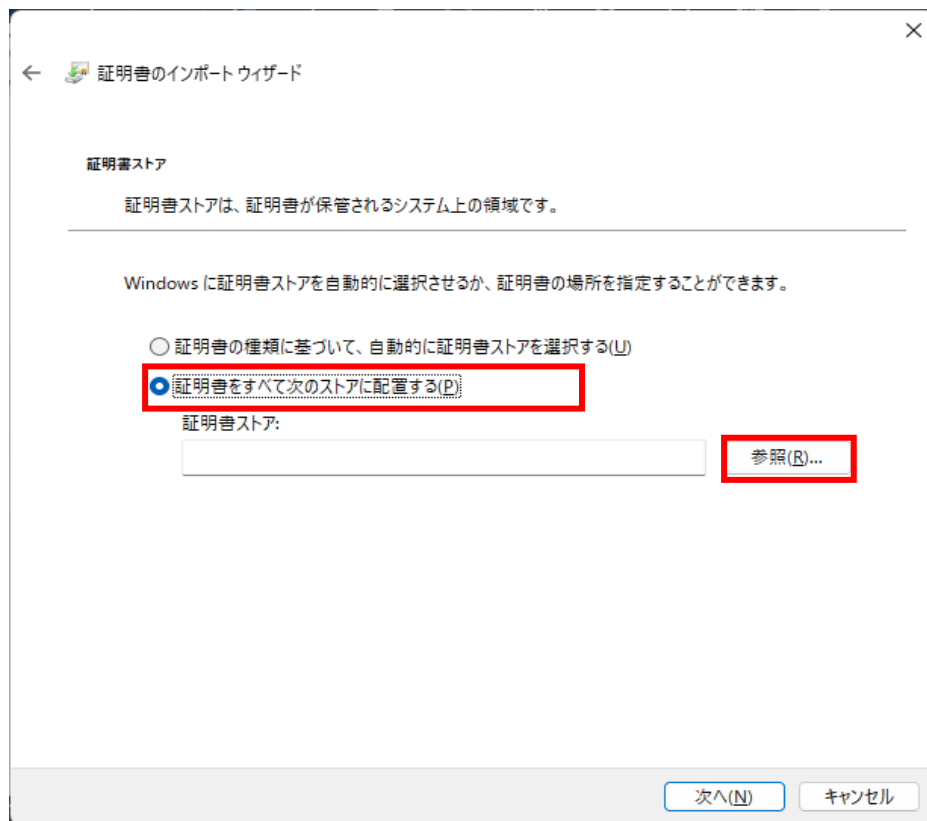 証明書のインポート ウィザード
証明書ストア
証明書ストアは、証明書が保管されるシステム上の領域です。
Windows に証明書ストアを自動的に選択させるか、証明書の場所を指定することができます。
証明書の種類に基づいて、自動的に証明書ストアを選択する(U)
証明書をすべて次のストアに配置する(P)
証明書ストア:
参照(R)...
次へ(N)
キャンセル